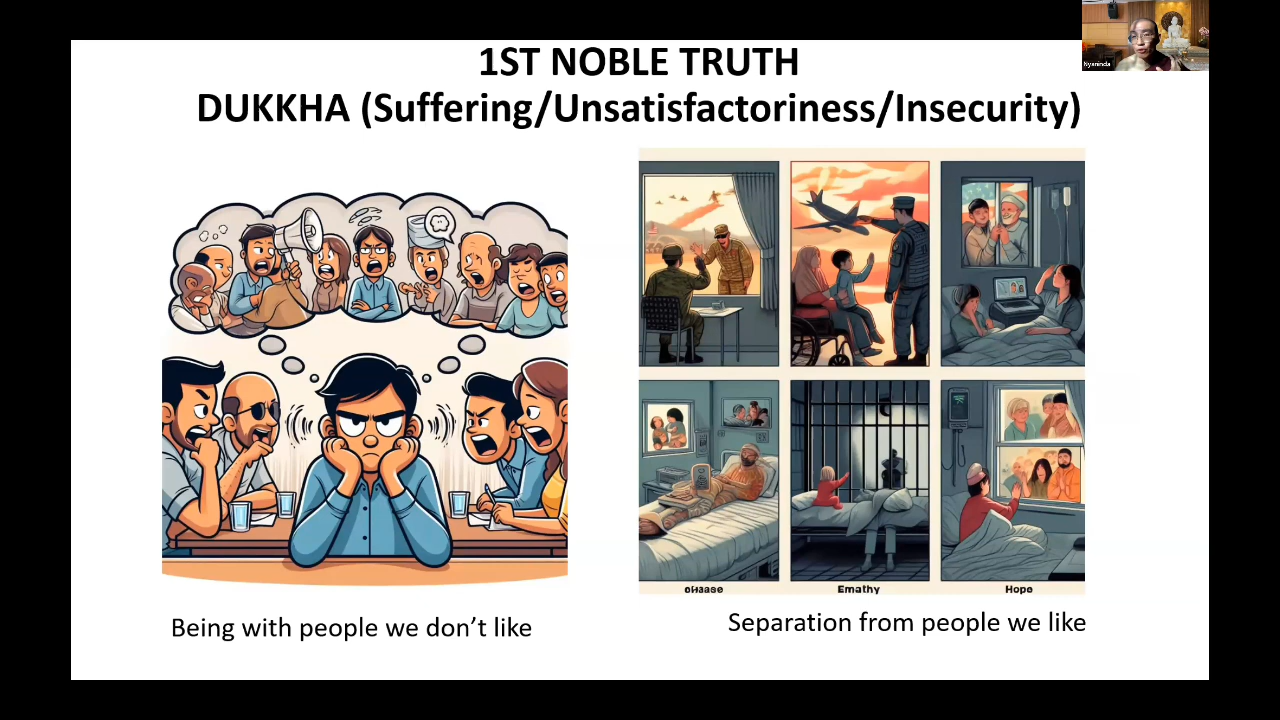 1ST NOBLE TRUTH
DUKKHA (Suffering/Unsatisfactoriness/Insecurity)
Nyaninda
Emathy
Hope
Being with people we don’t like
Separation from people we like